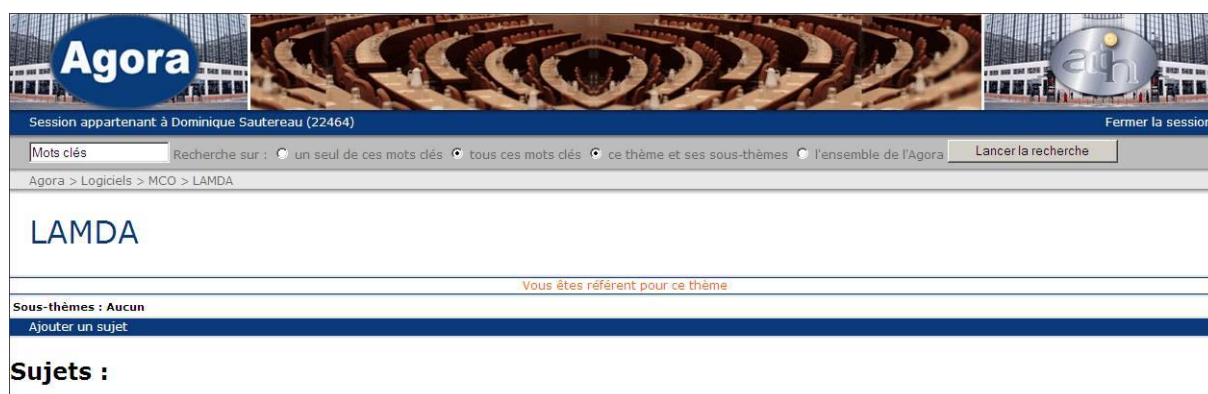 Agora
atih
Session appartenant à Dominique Sautereau (22464) Fermer la session
Mots clés Recherche sur : un seul de ces mots clés tous ces mots clés ce thème et ses sous-thèmes l'ensemble de l'Agora Lancer la recherche
Agora > Logiciels > MCO > LAMDA
LAMDA
Vous êtes référent pour ce thème
Sous-thèmes : Aucun
Ajouter un sujet
Sujets :